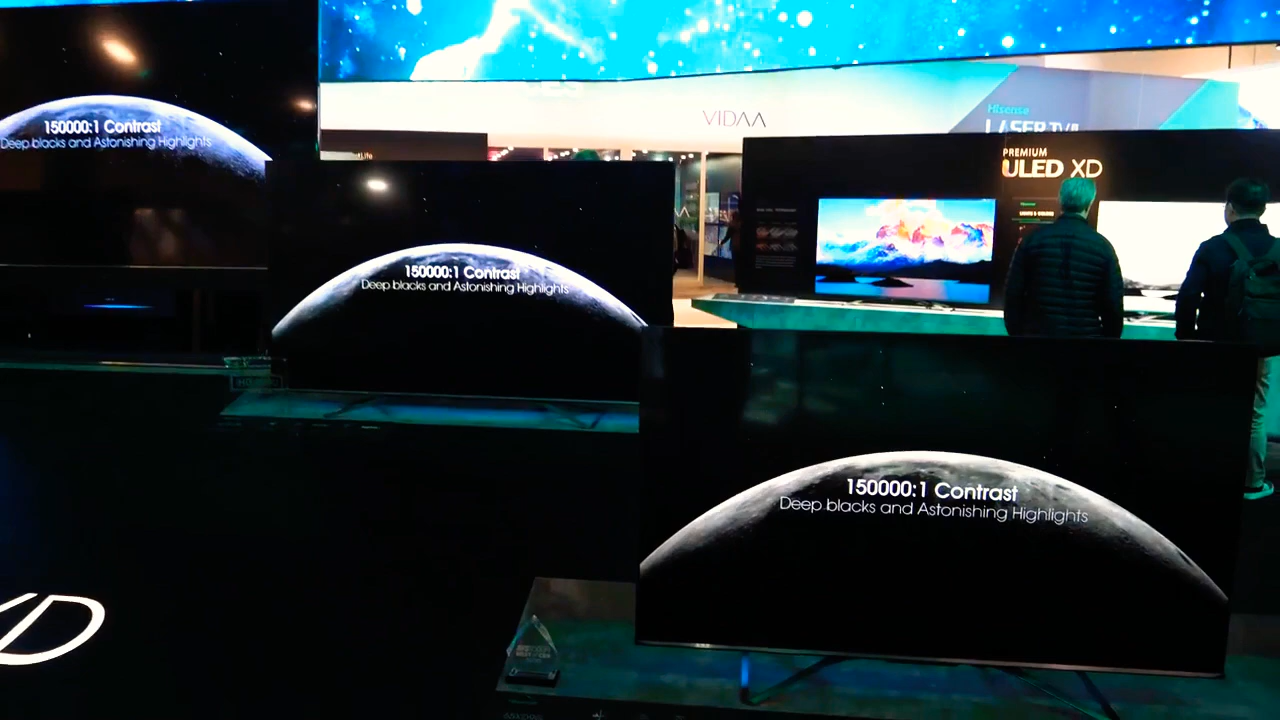 150000:1 Contrast
Deep blacks and Astonishing Highlights
VIDAA
Hisense
LASER TV
PREMIUM
ULED XD
150000:1 Contrast
Deep blacks and Astonishing Highlights
150000:1 Contrast
Deep blacks and Astonishing Highlights
XD